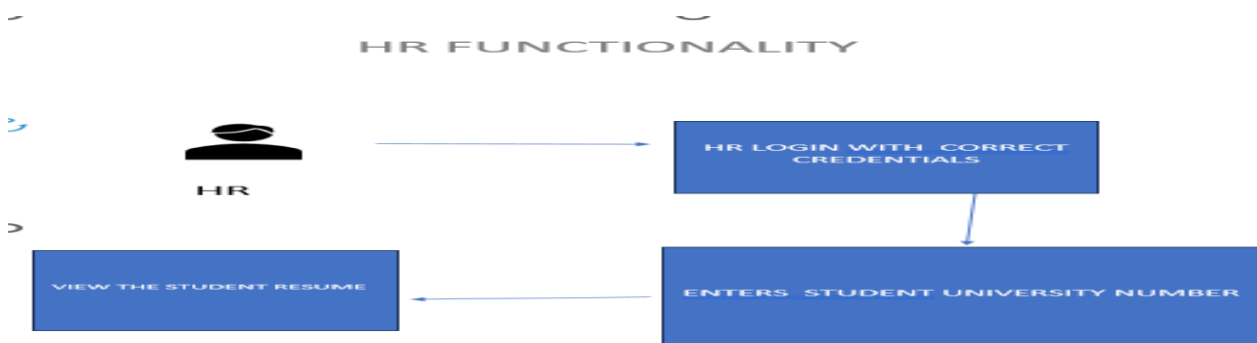 HR FUNCTIONALITY
HR LOGIN WITH CORRECT
CREDENTIALS
HR
VIEW THE STUDENT RESUME
ENTERS STUDENT UNIVERSITY NUMBER